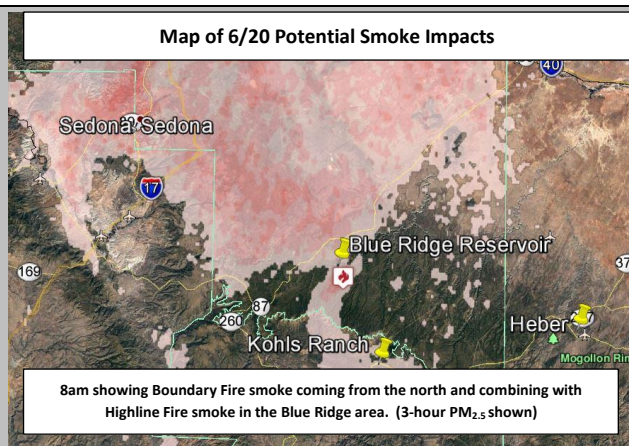 Map of 6/20 Potential Smoke Impacts
40
Sedona Sedona
17
Blue Ridge Reservoir
169
87
260
37
Heber
Kohls Ranch
Mogollon Rim
8am showing Boundary Fire smoke coming from the north and combining with
Highline Fire smoke in the Blue Ridge area. (3-hour PM2.5 shown)